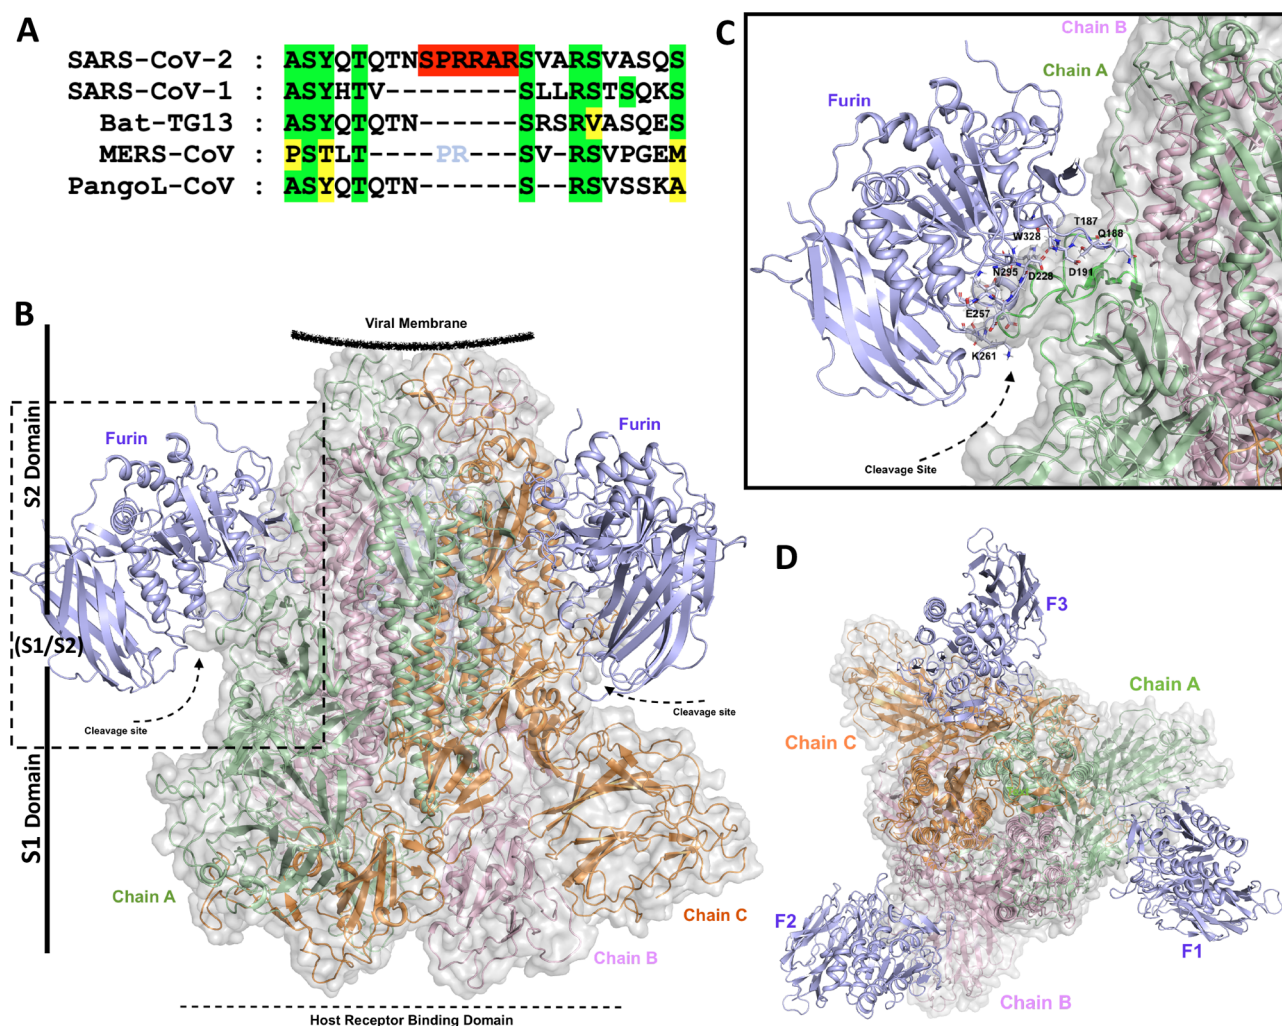 A
SARS-CoV-2 : ASYQTQTNSPRRARSVARSVASQS
SARS-CoV-1 : ASYHTV--------SLLRSTSQKS
Bat-TG13 : ASYQTQTN------SRSRVASQES
MERS-CoV : PSTLT----PR---SV-RSVPGEM
PangoL-CoV : ASYQTQTN------S--RSVSSKA
B
Viral Membrane
S2 Domain
(S1/S2)
S1 Domain
Furin
Furin
Cleavage site
Cleavage site
Chain A
Chain B
Chain C
Host Receptor Binding Domain
C
Chain B
Chain A
Furin
T187
W328
Q188
N295
D228
D191
E257
K261
Cleavage Site
D
F3
Chain A
Chain C
F2
F1
Chain B